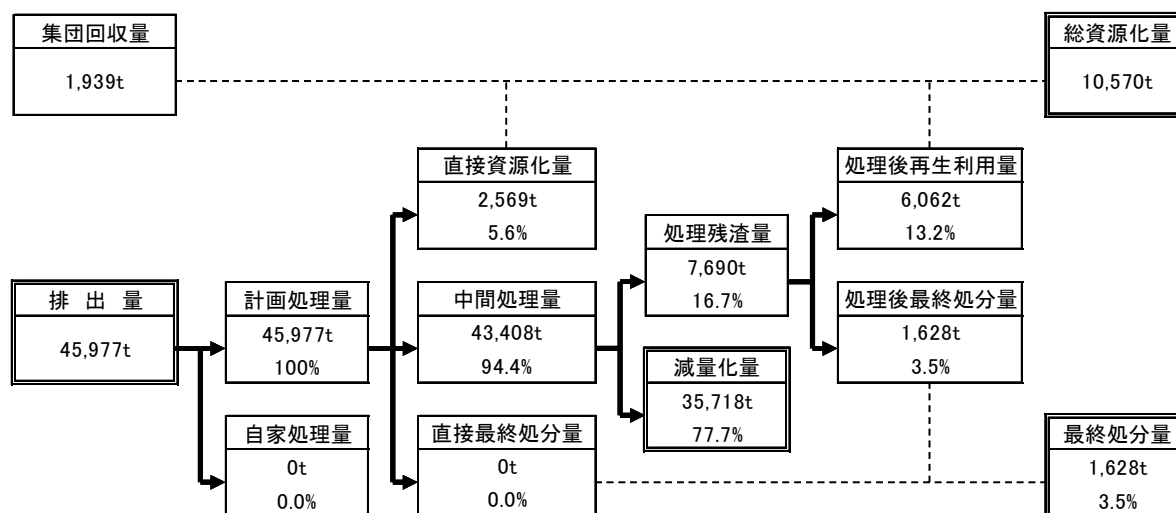 集団回収量
1,939t
総資源化量
10,570t
直接資源化量
2,569t
5.6%
処理後再生利用量
6,062t
13.2%
処理残渣量
7,690t
16.7%
排 出 量
45,977t
計画処理量
45,977t
100%
中間処理量
43,408t
94.4%
処理後最終処分量
1,628t
3.5%
減量化量
35,718t
77.7%
自家処理量
0t
0.0%
直接最終処分量
0t
0.0%
最終処分量
1,628t
3.5%